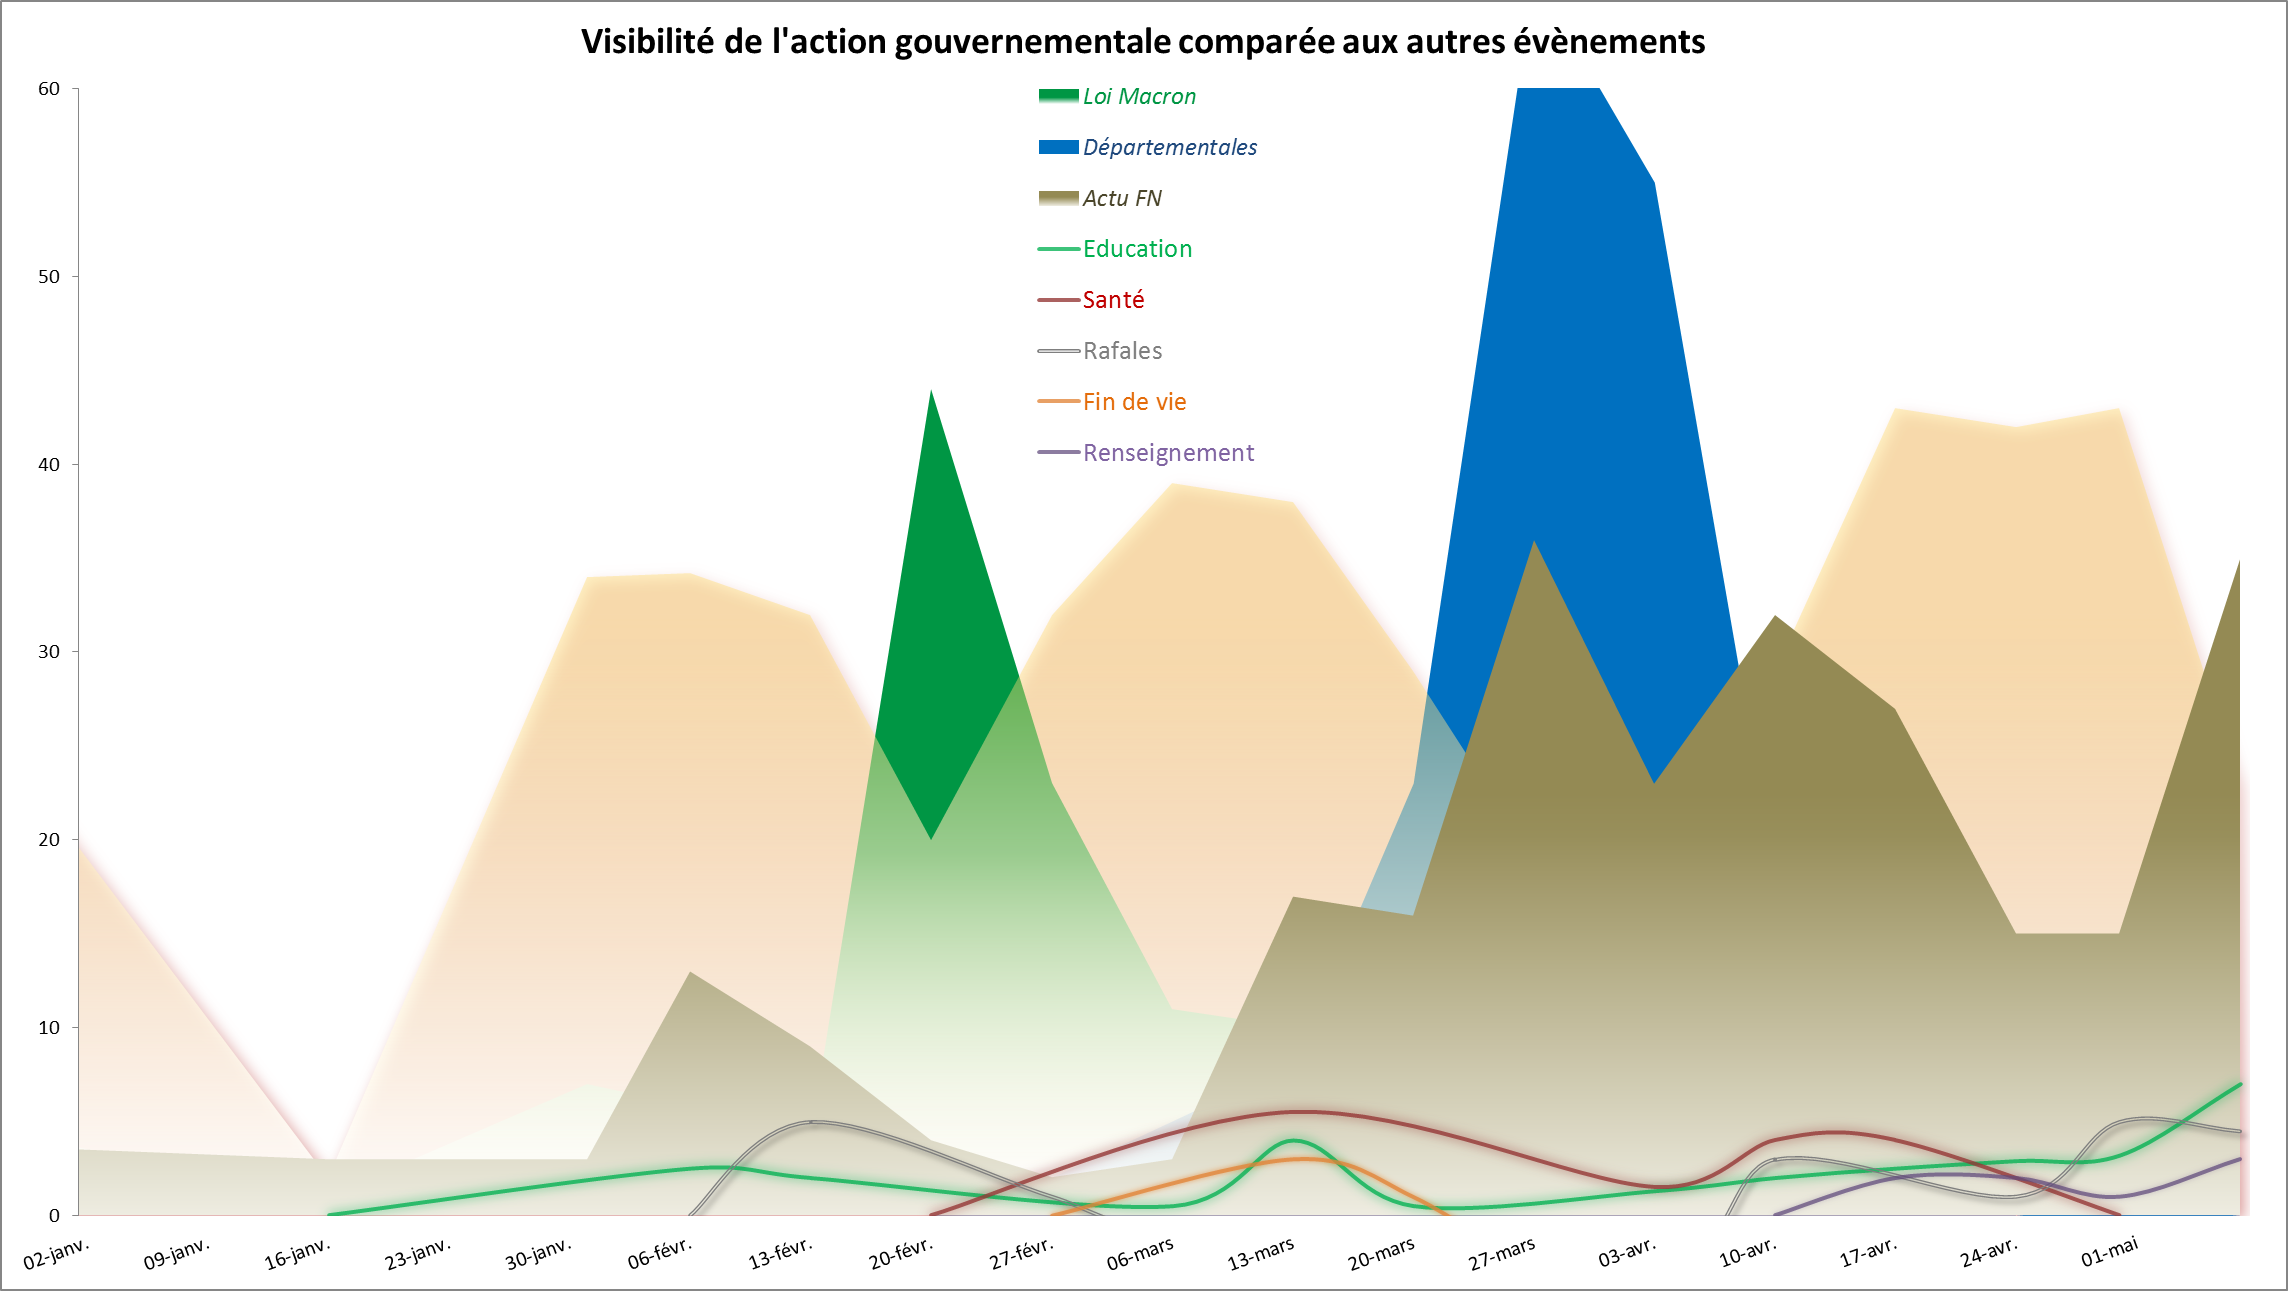 Visibilité de l'action gouvernementale comparée aux autres évènements
60
50
40
30
20
10
0
Loi Macron
Départementales
Actu FN
Education
Santé
Rafales
Fin de vie
Renseignement
02-janv.
09-janv.
16-janv.
23-janv.
30-janv.
06-févr.
13-févr.
20-févr.
27-févr.
06-mars
13-mars
20-mars
27-mars
03-avr.
10-avr.
17-avr.
24-avr.
01-mai